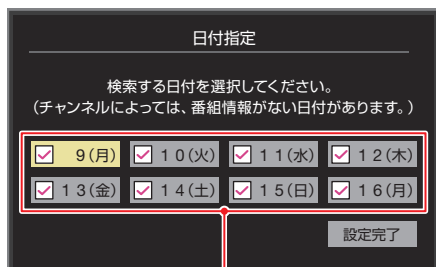 日付指定
検索する日付を選択してください。
(チャンネルによっては、番組情報がない日付があります。)
9(月) 10(火) 11(水) 12(木)
13(金) 14(土) 15(日) 16(月)
設定完了